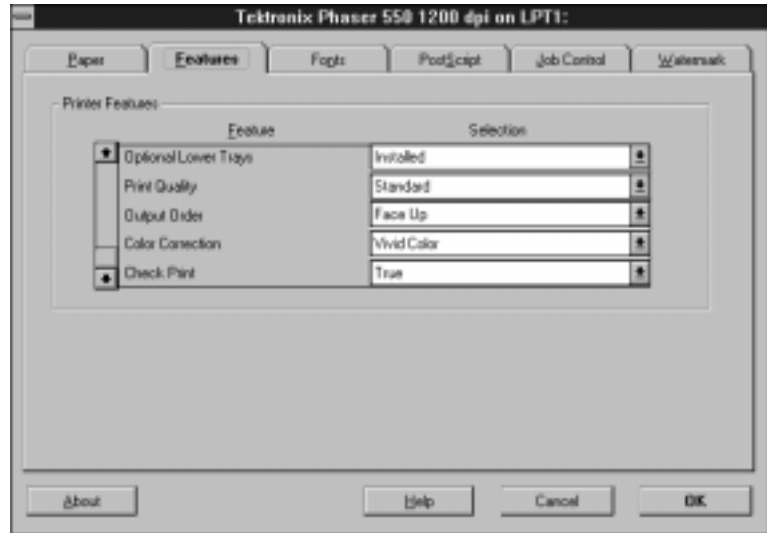 Tektronix Phaser 550 1200 dpi on LPT1:
Paper Features Fonts PostScript Job Control Watermark
Printer Features
Feature Selection
Optional Lower Trays Installed
Print Quality Standard
Output Order Face Up
Color Correction Vivid Color
Check Print True
About Help Cancel OK